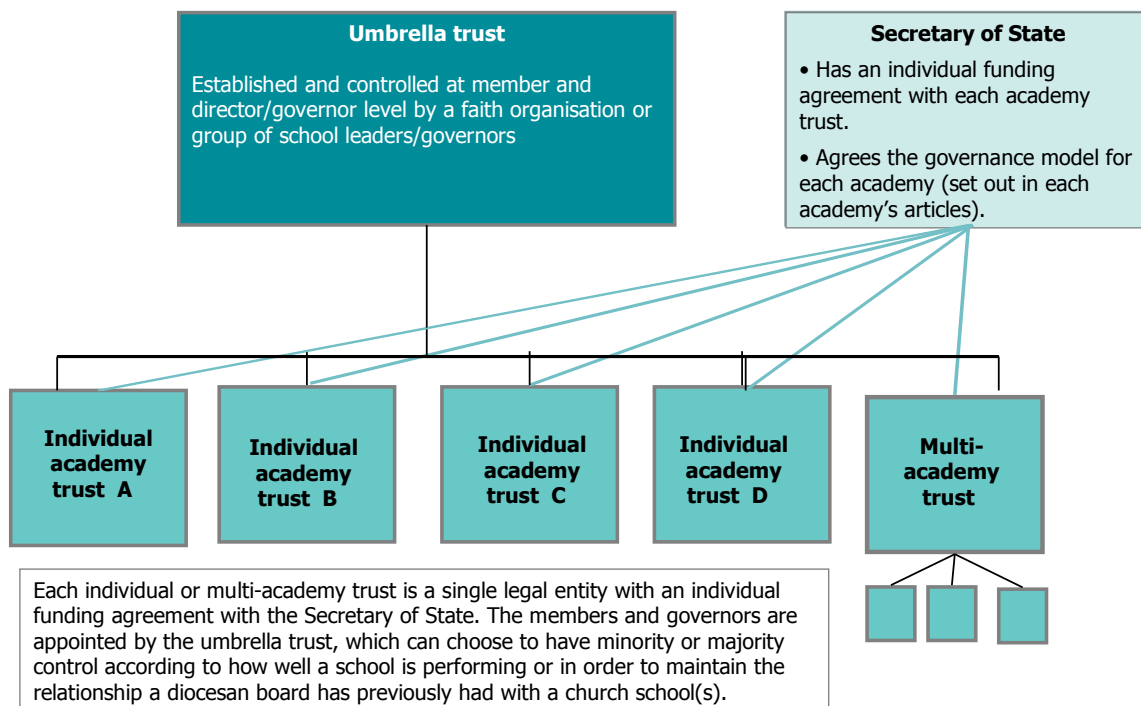 Umbrella trust
Established and controlled at member and
director/governor level by a faith organisation or
group of school leaders/governors
Secretary of State
• Has an individual funding
agreement with each academy
trust.
• Agrees the governance model for
each academy (set out in each
academy’s articles).
Individual
academy
trust A
Individual
academy
trust B
Individual
academy
trust C
Individual
academy
trust D
Multi-
academy
trust
Each individual or multi-academy trust is a single legal entity with an individual
funding agreement with the Secretary of State. The members and governors are
appointed by the umbrella trust, which can choose to have minority or majority
control according to how well a school is performing or in order to maintain the
relationship a diocesan board has previously had with a church school(s).